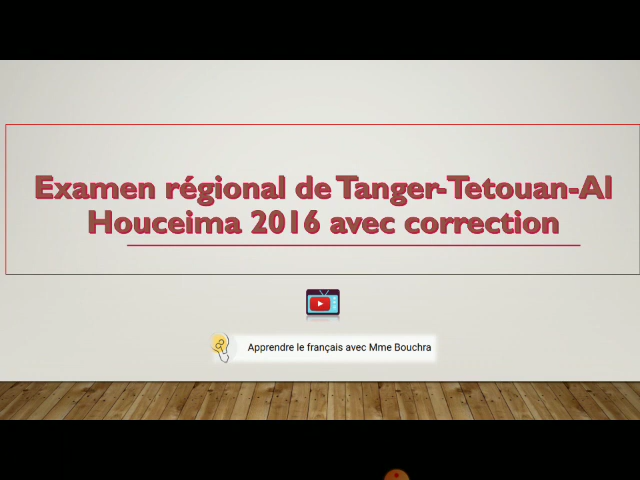 Examen régional de Tanger-Tetouan-Al
Houceima 2016 avec correction
Apprendre le français avec Mme Bouchra